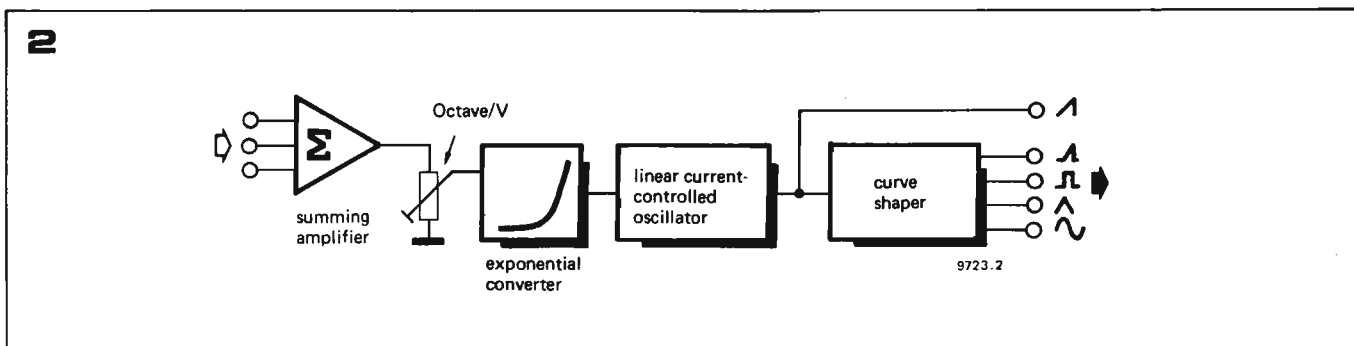 2
Octave/V
Σ
summing
amplifier
exponential
converter
linear current-
controlled
oscillator
curve
shaper
9723.2